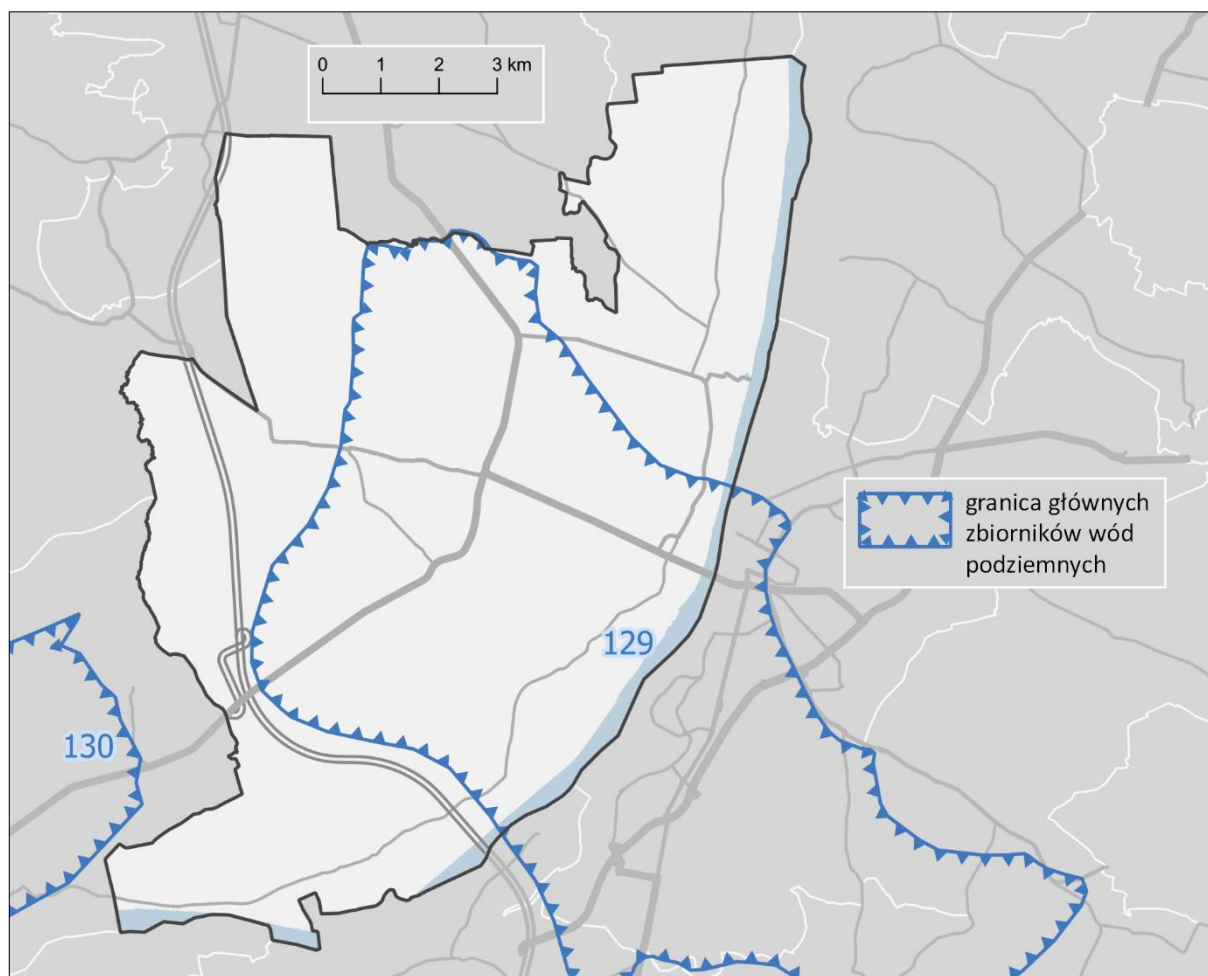 0 1 2 3 km
granica głównych
zbiorników wód
podziemnych
129
130